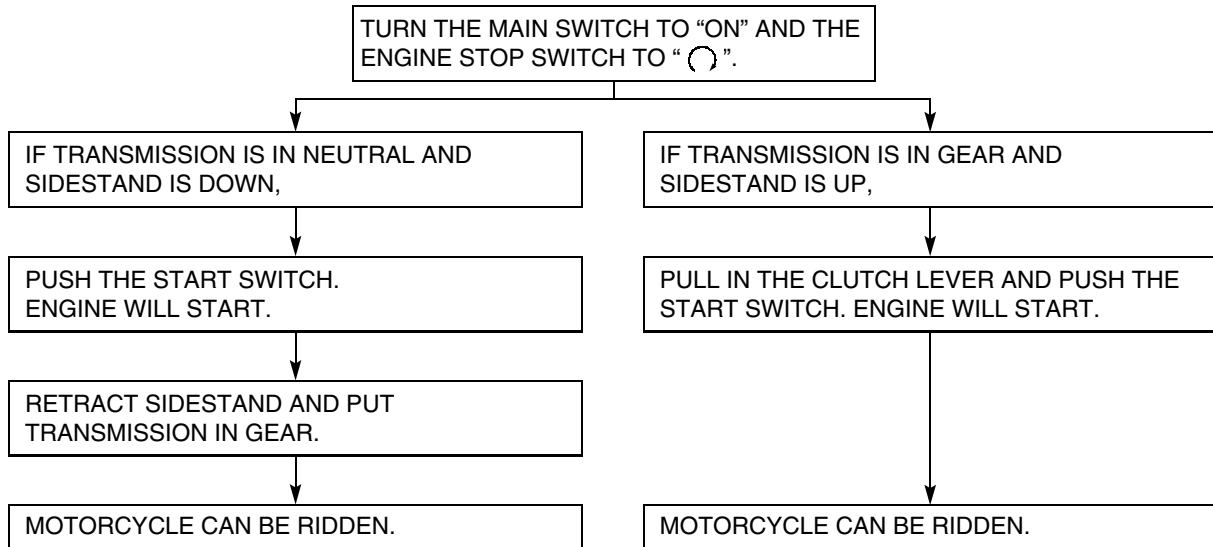 TURN THE MAIN SWITCH TO “ON” AND THE
ENGINE STOP SWITCH TO “ ”.
IF TRANSMISSION IS IN NEUTRAL AND
SIDESTAND IS DOWN,
PUSH THE START SWITCH.
ENGINE WILL START.
RETRACT SIDESTAND AND PUT
TRANSMISSION IN GEAR.
MOTORCYCLE CAN BE RIDDEN.
IF TRANSMISSION IS IN GEAR AND
SIDESTAND IS UP,
PULL IN THE CLUTCH LEVER AND PUSH THE
START SWITCH. ENGINE WILL START.
MOTORCYCLE CAN BE RIDDEN.